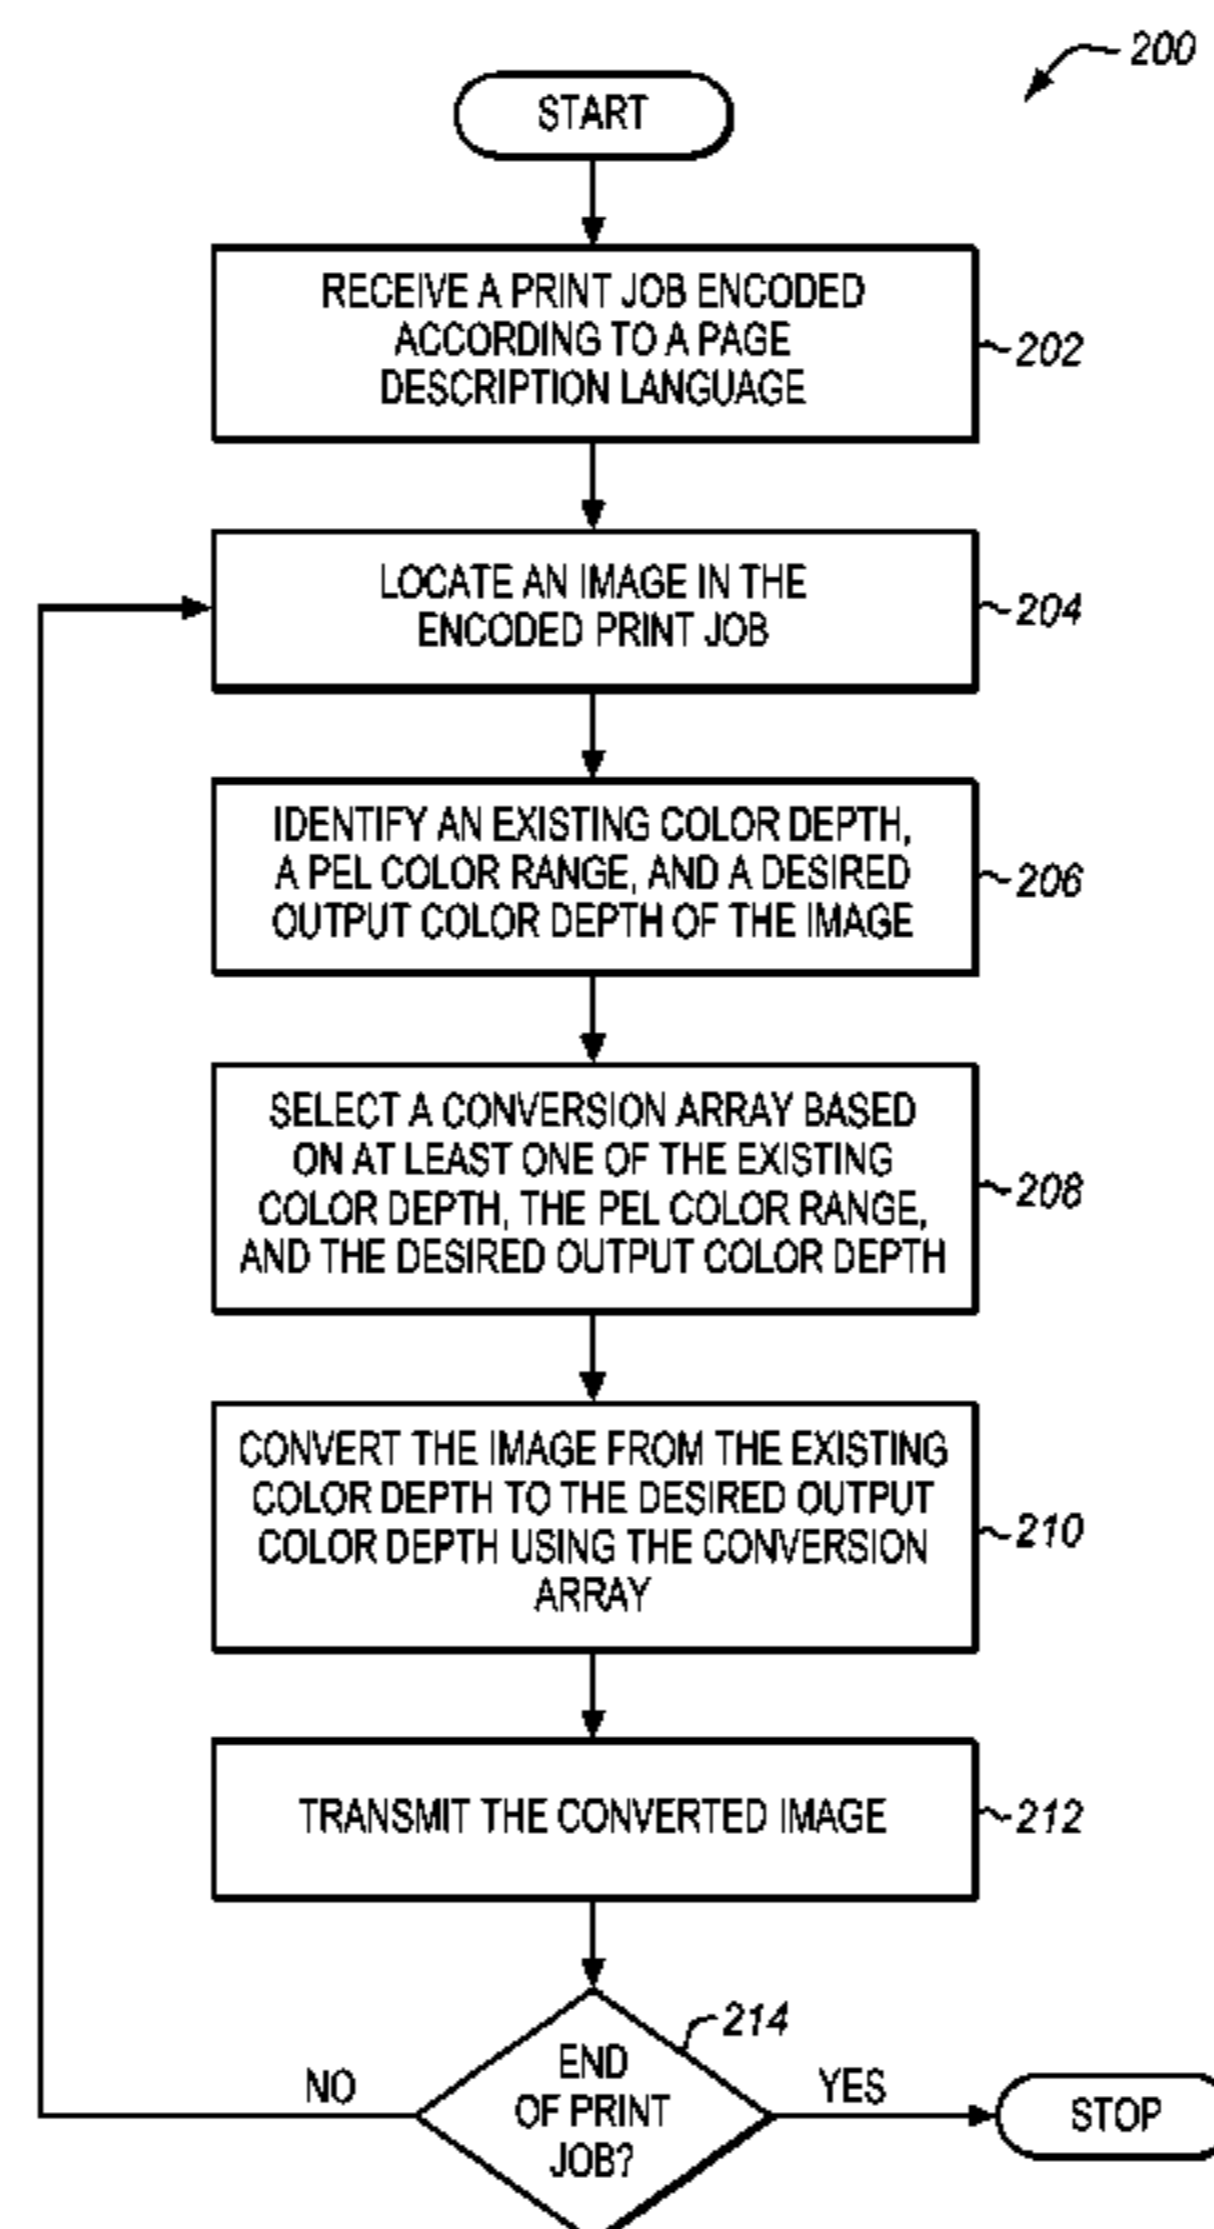 200
START
RECEIVE A PRINT JOB ENCODED
ACCORDING TO A PAGE
DESCRIPTION LANGUAGE
202
LOCATE AN IMAGE IN THE
ENCODED PRINT JOB
204
IDENTIFY AN EXISTING COLOR DEPTH,
A PEL COLOR RANGE, AND A DESIRED
OUTPUT COLOR DEPTH OF THE IMAGE
206
SELECT A CONVERSION ARRAY BASED
ON AT LEAST ONE OF THE EXISTING
COLOR DEPTH, THE PEL COLOR RANGE,
AND THE DESIRED OUTPUT COLOR DEPTH
208
CONVERT THE IMAGE FROM THE EXISTING
COLOR DEPTH TO THE DESIRED OUTPUT
COLOR DEPTH USING THE CONVERSION
ARRAY
210
TRANSMIT THE CONVERTED IMAGE
212
214
END
OF PRINT
JOB?
NO
YES
STOP